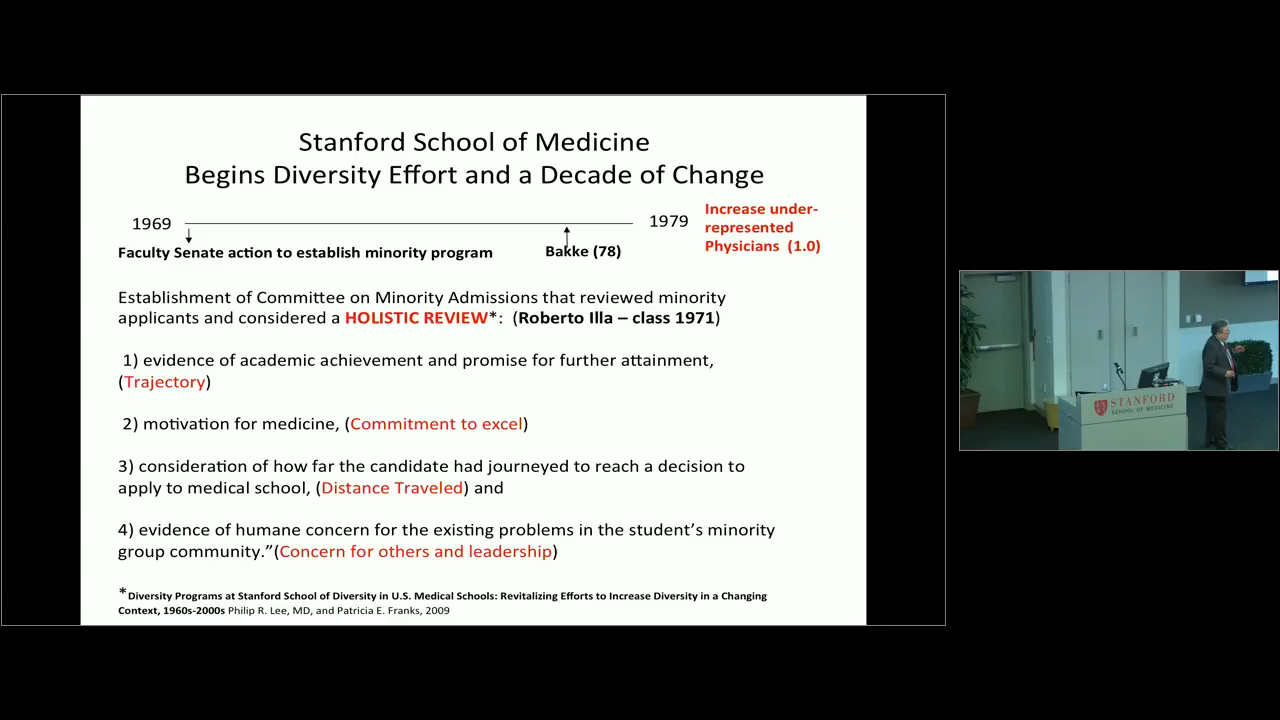 Stanford School of Medicine
Begins Diversity Effort and a Decade of Change
1969
1979
Increase under-
represented
Physicians (1.0)
Faculty Senate action to establish minority program
Bakke (78)
Establishment of Committee on Minority Admissions that reviewed minority
applicants and considered a HOLISTIC REVIEW*: (Roberto Illa – class 1971)
1) evidence of academic achievement and promise for further attainment,
(Trajectory)
2) motivation for medicine, (Commitment to excel)
3) consideration of how far the candidate had journeyed to reach a decision to
apply to medical school, (Distance Traveled) and
4) evidence of humane concern for the existing problems in the student’s minority
group community.”(Concern for others and leadership)
*Diversity Programs at Stanford School of Diversity in U.S. Medical Schools: Revitalizing Efforts to Increase Diversity in a Changing
Context, 1960s-2000s Philip R. Lee, MD, and Patricia E. Franks, 2009
STANFORD
SCHOOL OF MEDICINE